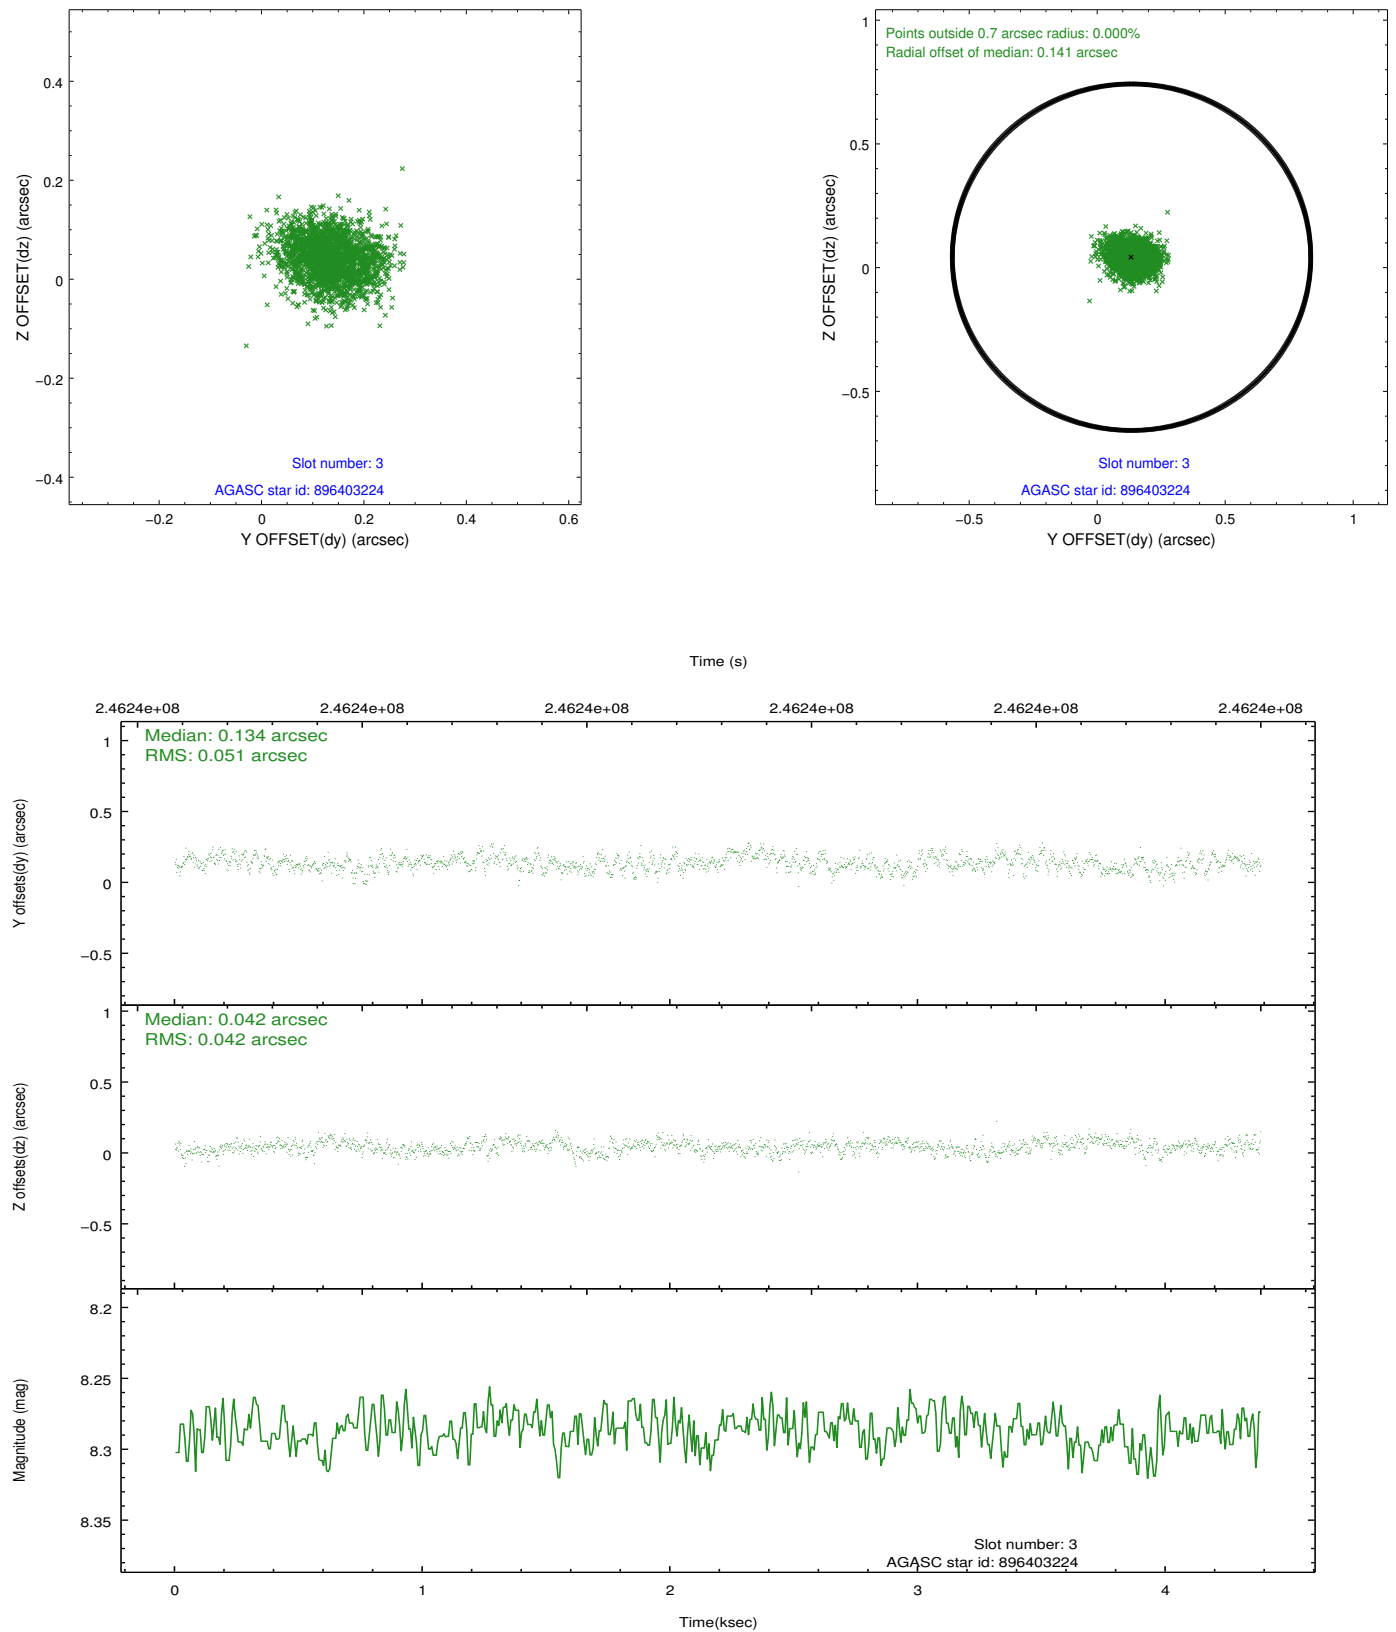 0.4
0.2
0
−0.2
−0.4
Z OFFSET(dz) (arcsec)
Slot number: 3
AGASC star id: 896403224
−0.2
0
0.2
0.4
0.6
Y OFFSET(dy) (arcsec)
Points outside 0.7 arcsec radius: 0.000%
Radial offset of median: 0.141 arcsec
1
0.5
0
−0.5
Z OFFSET(dz) (arcsec)
Slot number: 3
AGASC star id: 896403224
−0.5
0
0.5
1
Y OFFSET(dy) (arcsec)
Time (s)
2.4624e+08
2.4624e+08
2.4624e+08
2.4624e+08
2.4624e+08
2.4624e+08
Median: 0.134 arcsec
RMS: 0.051 arcsec
1
0.5
0
−0.5
Y offsets(dy) (arcsec)
Median: 0.042 arcsec
RMS: 0.042 arcsec
1
0.5
0
−0.5
Z offsets(dz) (arcsec)
8.2
8.25
8.3
8.35
Magnitude (mag)
Slot number: 3
AGASC star id: 896403224
0
1
2
3
4
Time(ksec)